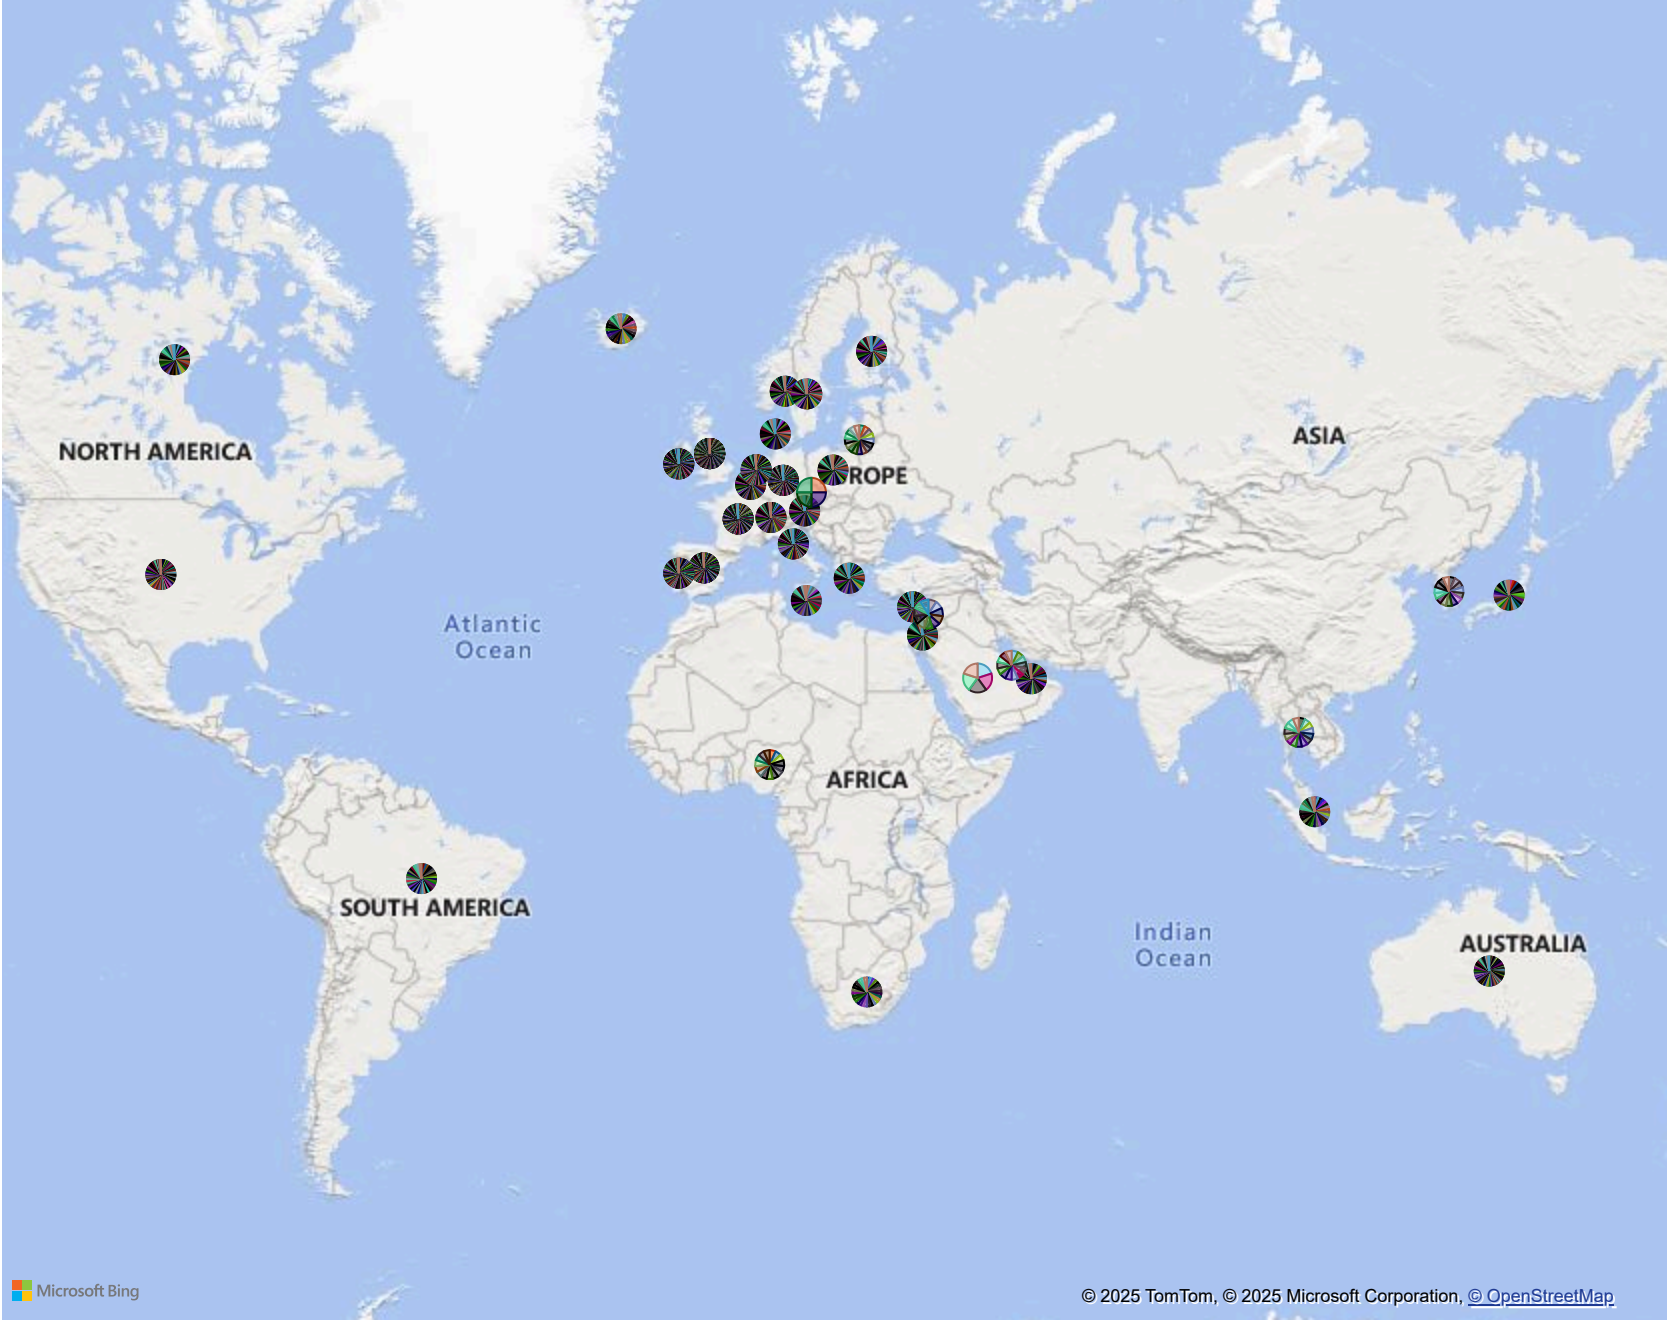 ASIA
NORTH AMERICA
ROPE
Atlantic
Ocean
AFRICA
SOUTH AMERICA
Indian
Ocean
AUSTRALIA
Microsoft Bing
© 2025 TomTom, © 2025 Microsoft Corporation, © OpenStreetMap